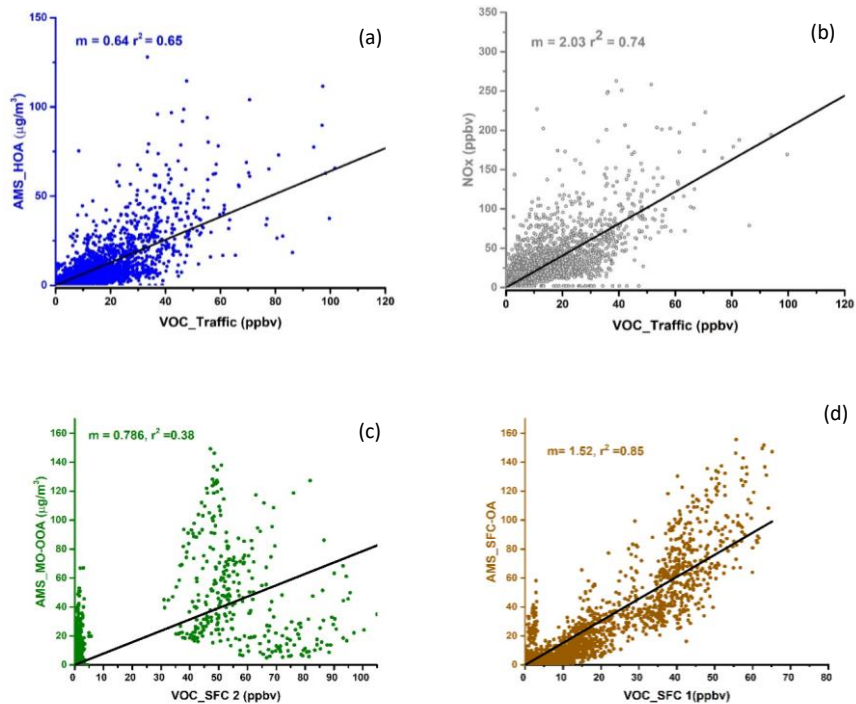 (a)
m = 0.64 r² = 0.65
AMS_HOA (µg/m³)
150
100
50
0
0 20 40 60 80 100 120
VOC_Traffic (ppbv)
(b)
m = 2.03 r² = 0.74
NOx (ppbv)
350
300
250
200
150
100
50
0
0 20 40 60 80 100 120
VOC_Traffic (ppbv)
(c)
m = 0.786, r² =0.38
AMS_MO-OOA (µg/m³)
160
140
120
100
80
60
40
20
0
0 10 20 30 40 50 60 70 80 90 100
VOC_SFC 2 (ppbv)
(d)
m= 1.52, r² =0.85
AMS_SFC-OA
160
140
120
100
80
60
40
20
0
0 10 20 30 40 50 60 70 80
VOC_SFC 1(ppbv)